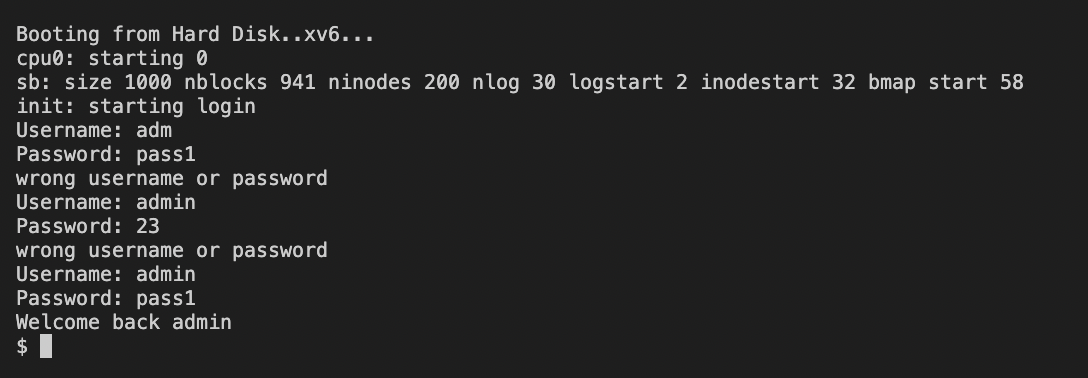 Booting from Hard Disk..xv6...
cpu0: starting 0
sb: size 1000 nblocks 941 ninodes 200 nlog 30 logstart 2 inodestart 32 bmap start 58
init: starting login
Username: adm
Password: pass1
wrong username or password
Username: admin
Password: 23
wrong username or password
Username: admin
Password: pass1
Welcome back admin
$